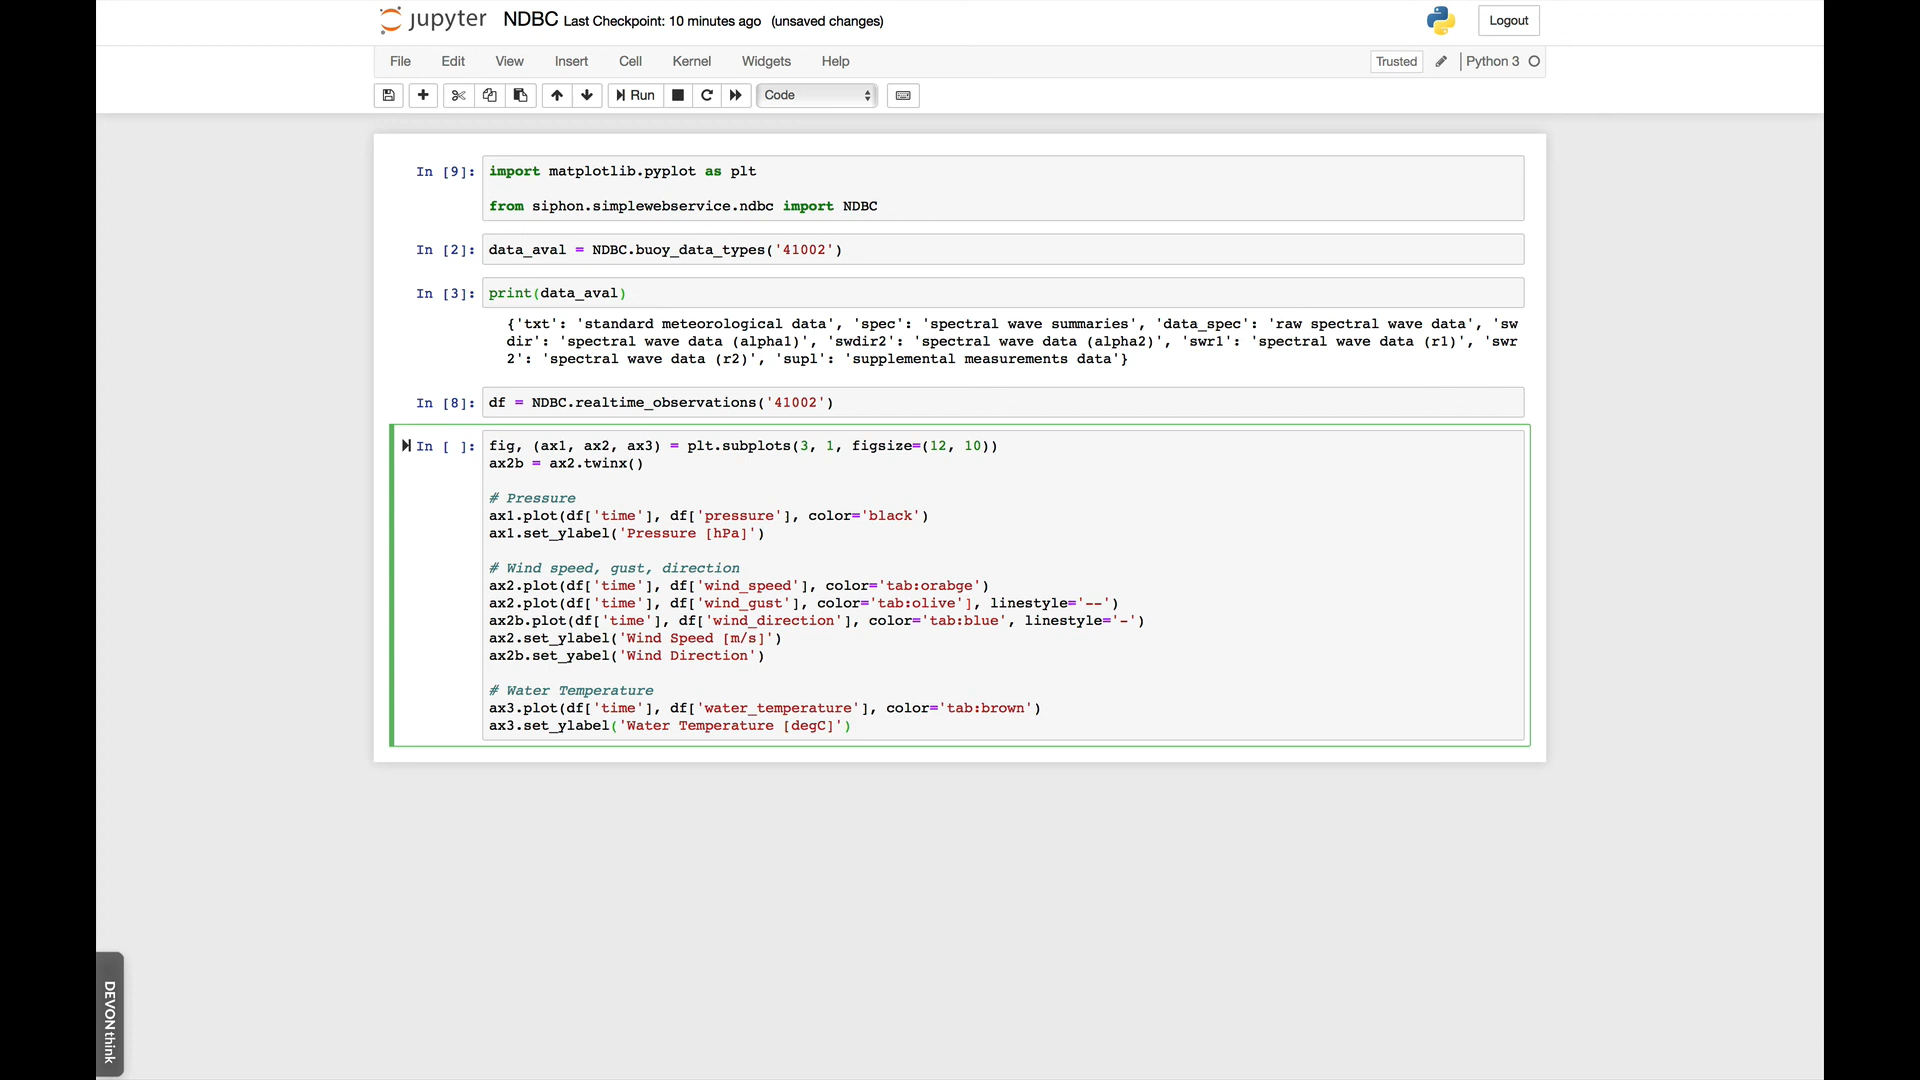 jupyter NDBC Last Checkpoint: 10 minutes ago (unsaved changes)
Logout
File Edit View Insert Cell Kernel Widgets Help
Trusted Python 3
Run Code
In [9]: import matplotlib.pyplot as plt
from siphon.simplewebservice.ndbc import NDBC
In [2]: data_aval = NDBC.buoy_data_types('41002')
In [3]: print(data_aval)
{'txt': 'standard meteorological data', 'spec': 'spectral wave summaries', 'data_spec': 'raw spectral wave data', 'sw
dir': 'spectral wave data (alpha1)', 'swdir2': 'spectral wave data (alpha2)', 'swr1': 'spectral wave data (r1)', 'swr
2': 'spectral wave data (r2)', 'supl': 'supplemental measurements data'}
In [8]: df = NDBC.realtime_observations('41002')
In [ ]: fig, (ax1, ax2, ax3) = plt.subplots(3, 1, figsize=(12, 10))
ax2b = ax2.twinx()
# Pressure
ax1.plot(df['time'], df['pressure'], color='black')
ax1.set_ylabel('Pressure [hPa]')
# Wind speed, gust, direction
ax2.plot(df['time'], df['wind_speed'], color='tab:orabge')
ax2.plot(df['time'], df['wind_gust'], color='tab:olive'], linestyle='--')
ax2b.plot(df['time'], df['wind_direction'], color='tab:blue', linestyle='-')
ax2.set_ylabel('Wind Speed [m/s]')
ax2b.set_yabel('Wind Direction')
# Water Temperature
ax3.plot(df['time'], df['water_temperature'], color='tab:brown')
ax3.set_ylabel('Water Temperature [degC]')
DEVONthink